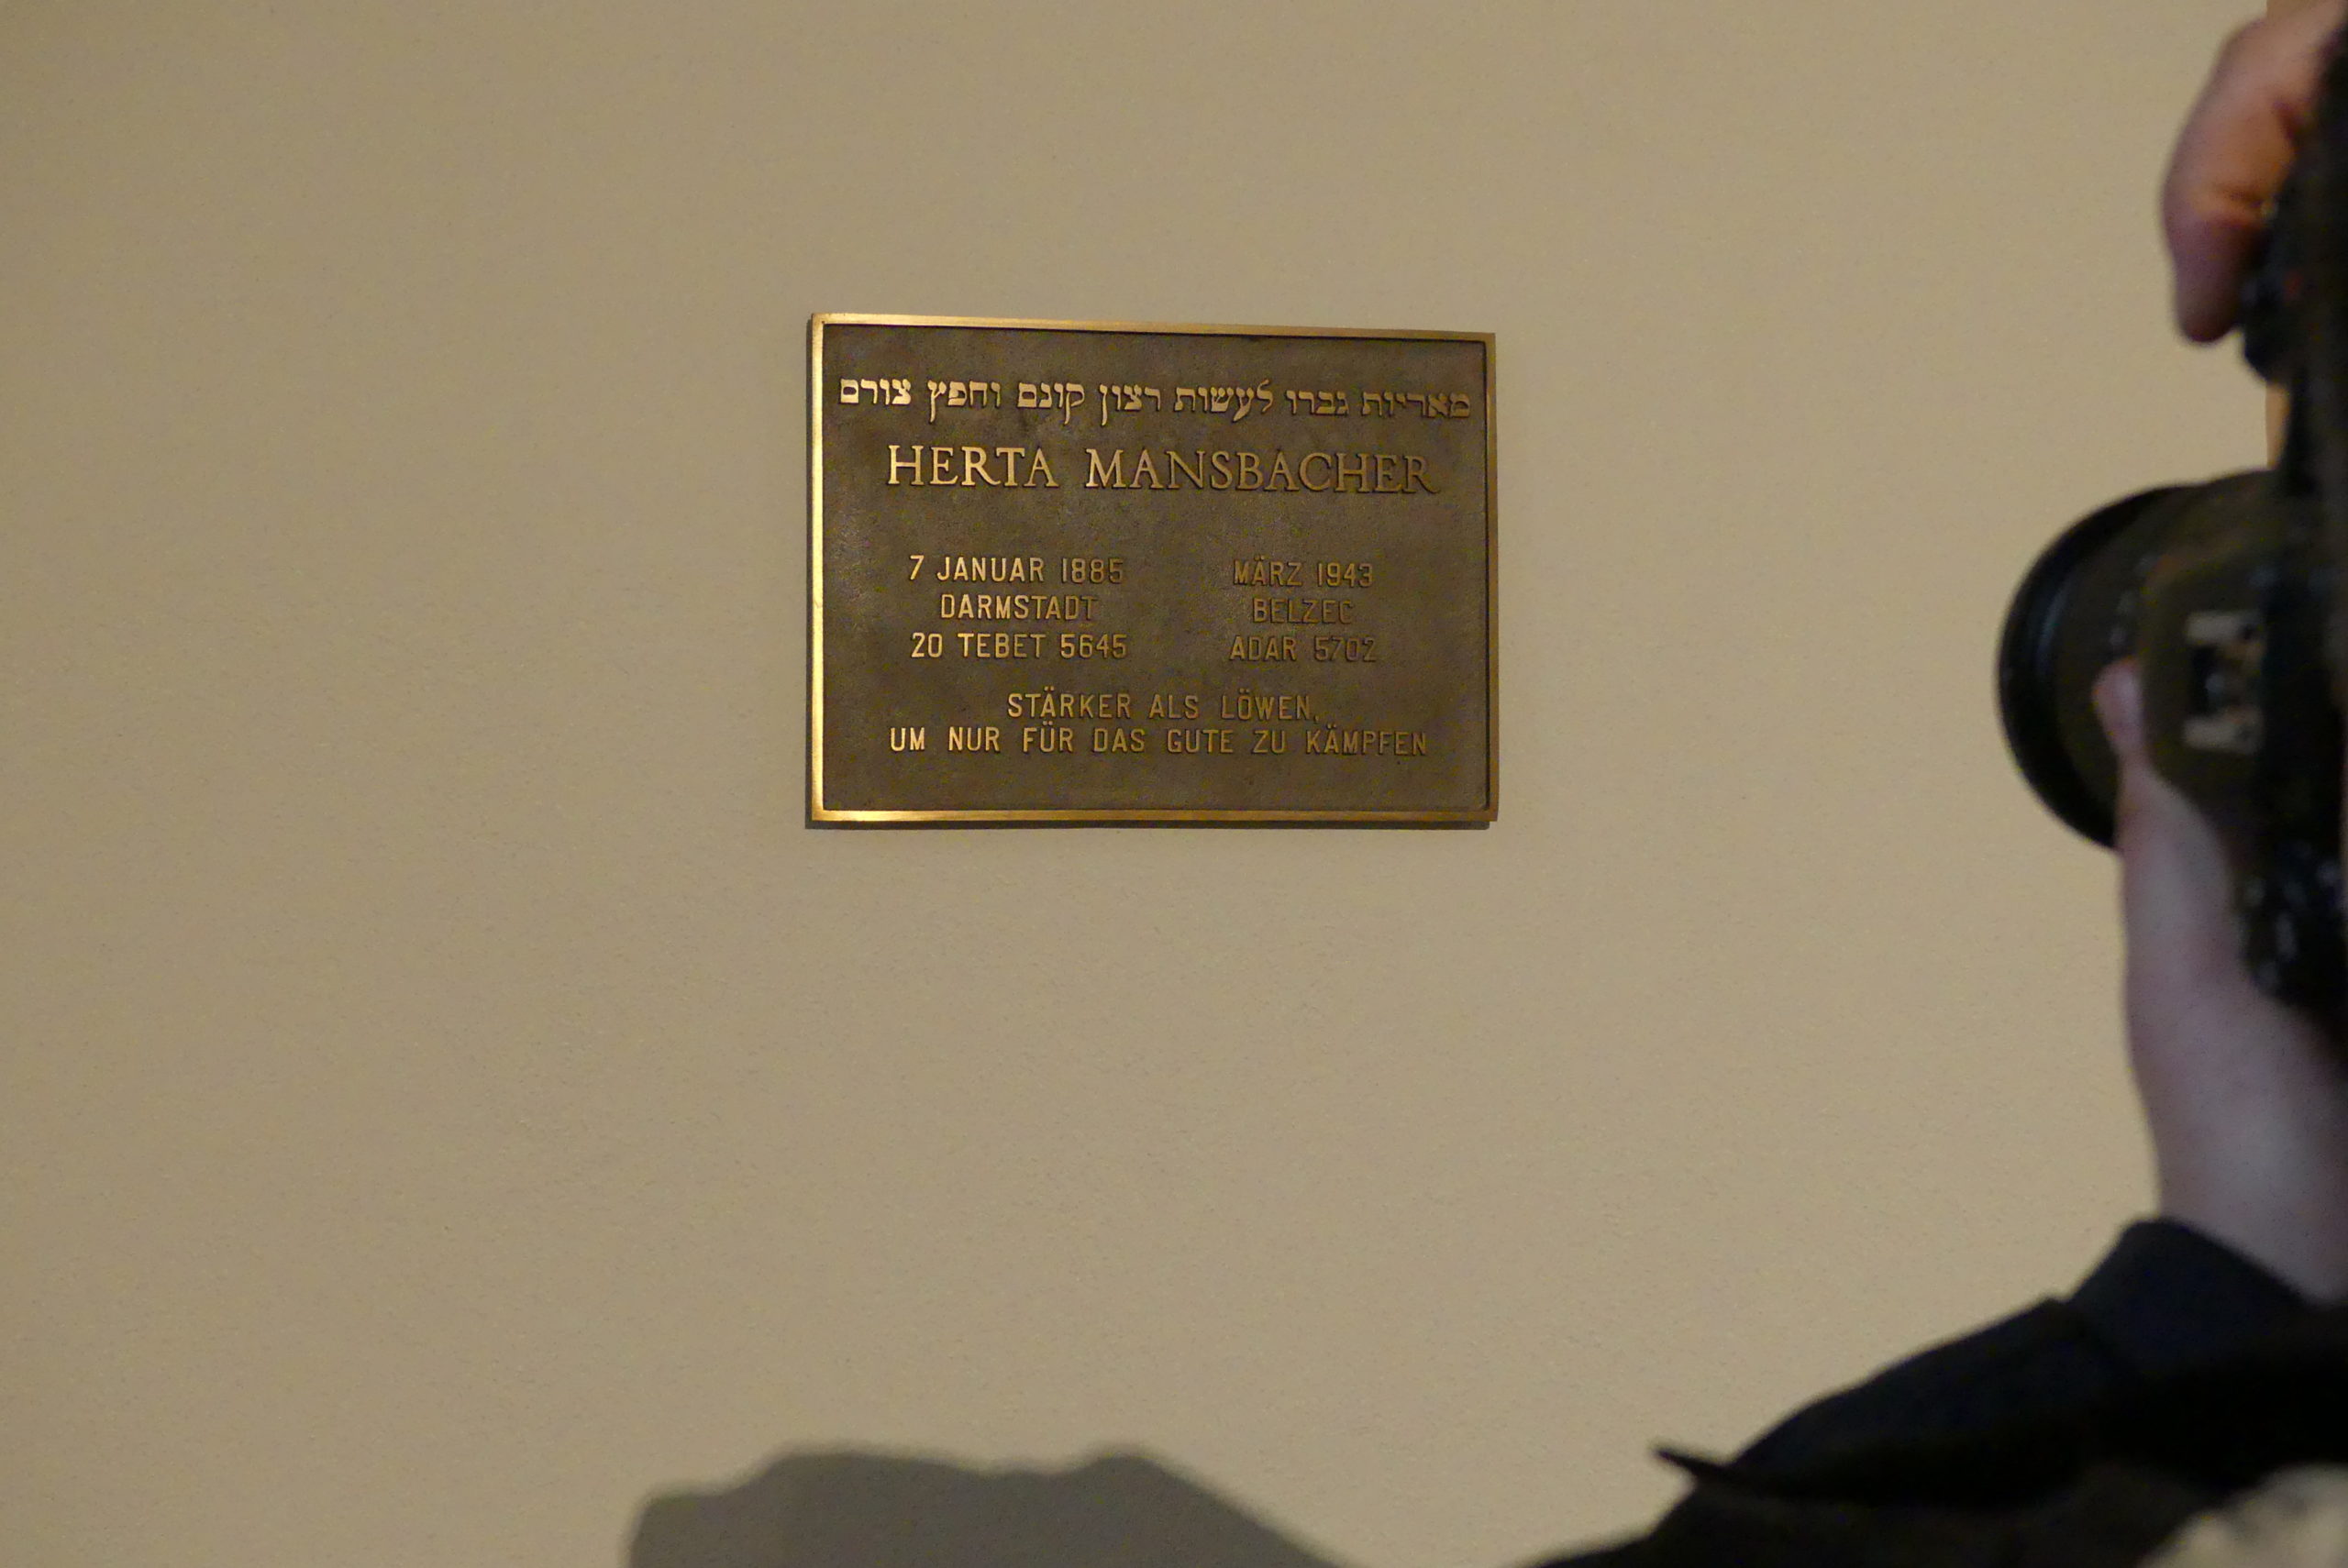 מאריות גברו לעשות רצון קונם וחפץ צורם
HERTA MANSBACHER
7 JANUAR 1885 MÄRZ 1943
DARMSTADT BELZEC
20 TEBET 5645 ADAR 5702
STÄRKER ALS LÖWEN,
UM NUR FÜR DAS GUTE ZU KÄMPFEN